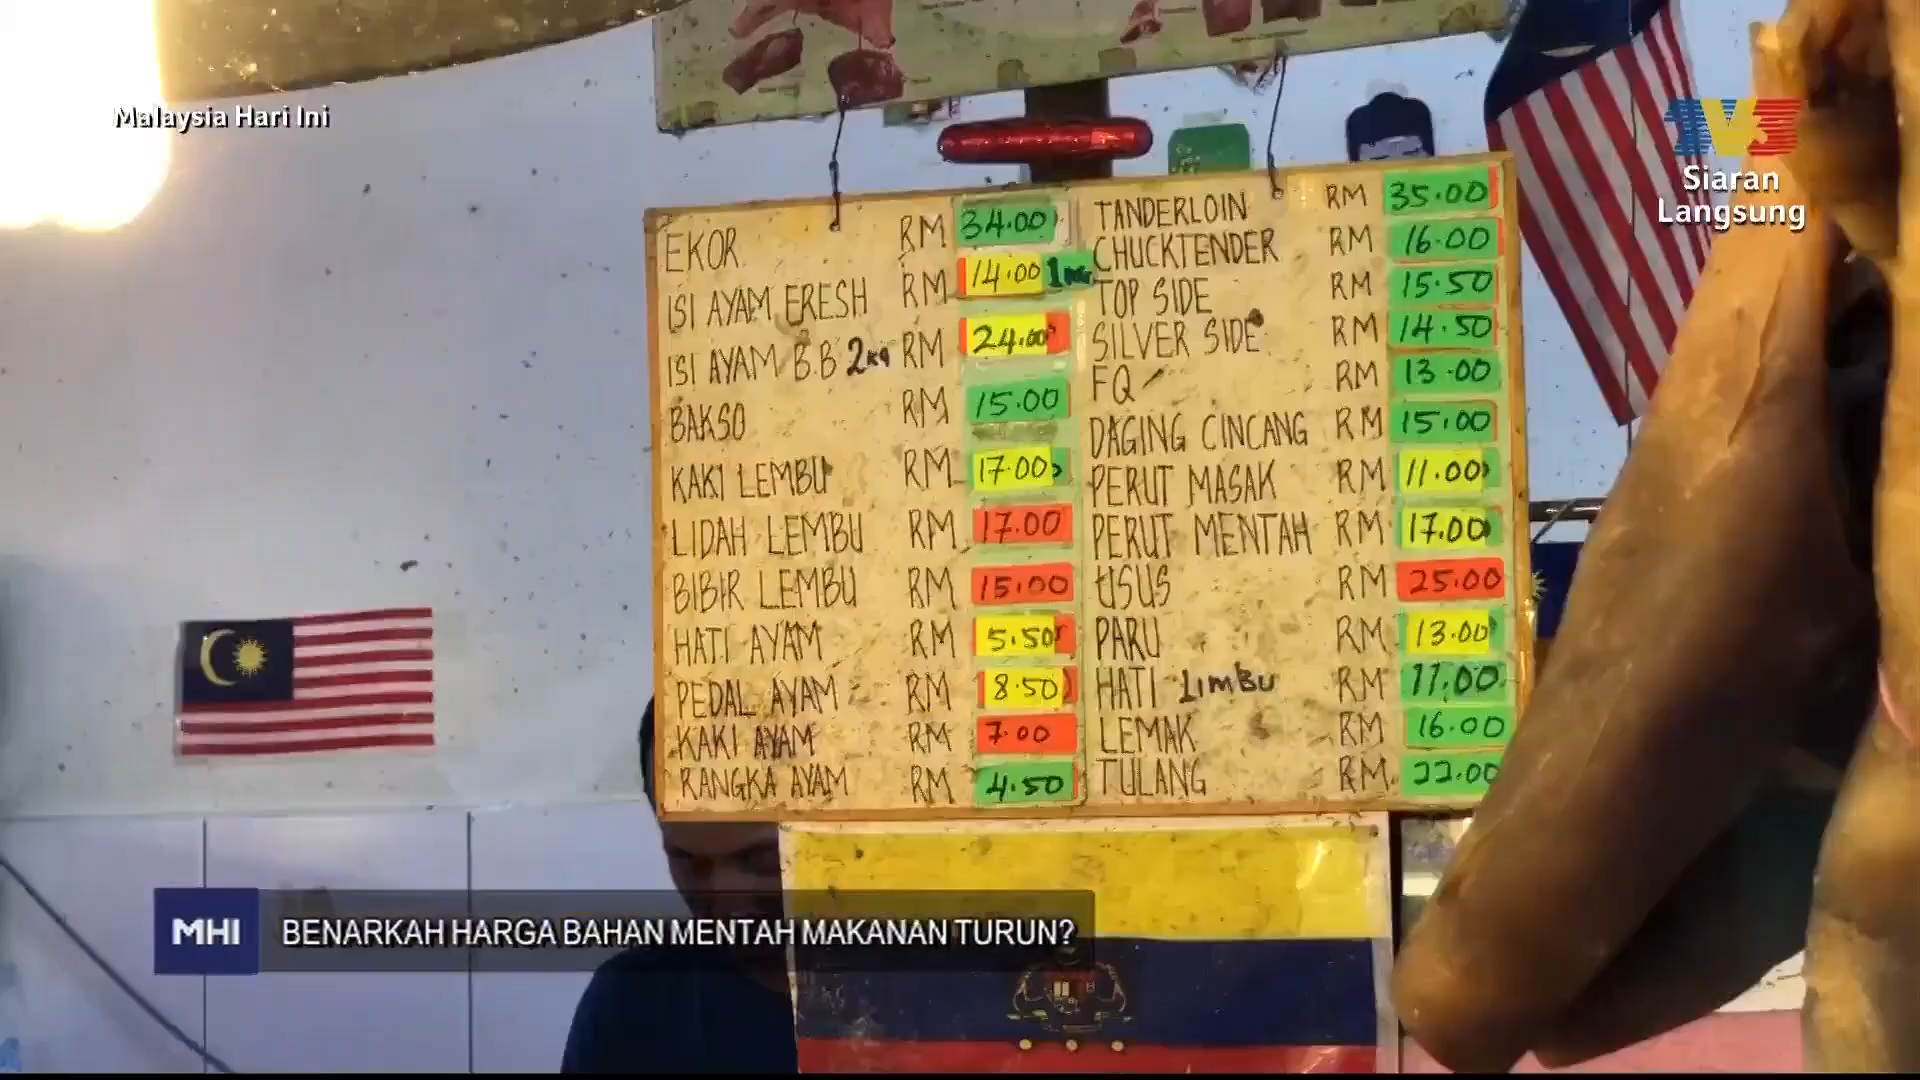 Malaysia Hari Ini
TV3
Siaran
Langsung
EKOR RM 34.00
ISI AYAM FRESH RM 14.00 1KG
ISI AYAM B.B 2KG RM 24.00
BAKSO RM 15.00
KAKI LEMBU RM 17.00
LIDAH LEMBU RM 17.00
BIBIR LEMBU RM 15.00
HATI AYAM RM 5.50
PEDAL AYAM RM 8.50
KAKI AYAM RM 7.00
RANGKA AYAM RM 4.50
TANDERLOIN RM 35.00
CHUCKTENDER RM 16.00
TOP SIDE RM 15.50
SILVER SIDE RM 14.50
FQ RM 13.00
DAGING CINCANG RM 15.00
PERUT MASAK RM 11.00
PERUT MENTAH RM 17.00
USUS RM 25.00
PARU RM 13.00
HATI LIMBU RM 11.00
LEMAK RM 16.00
TULANG RM 22.00
MHI BENARKAH HARGA BAHAN MENTAH MAKANAN TURUN?